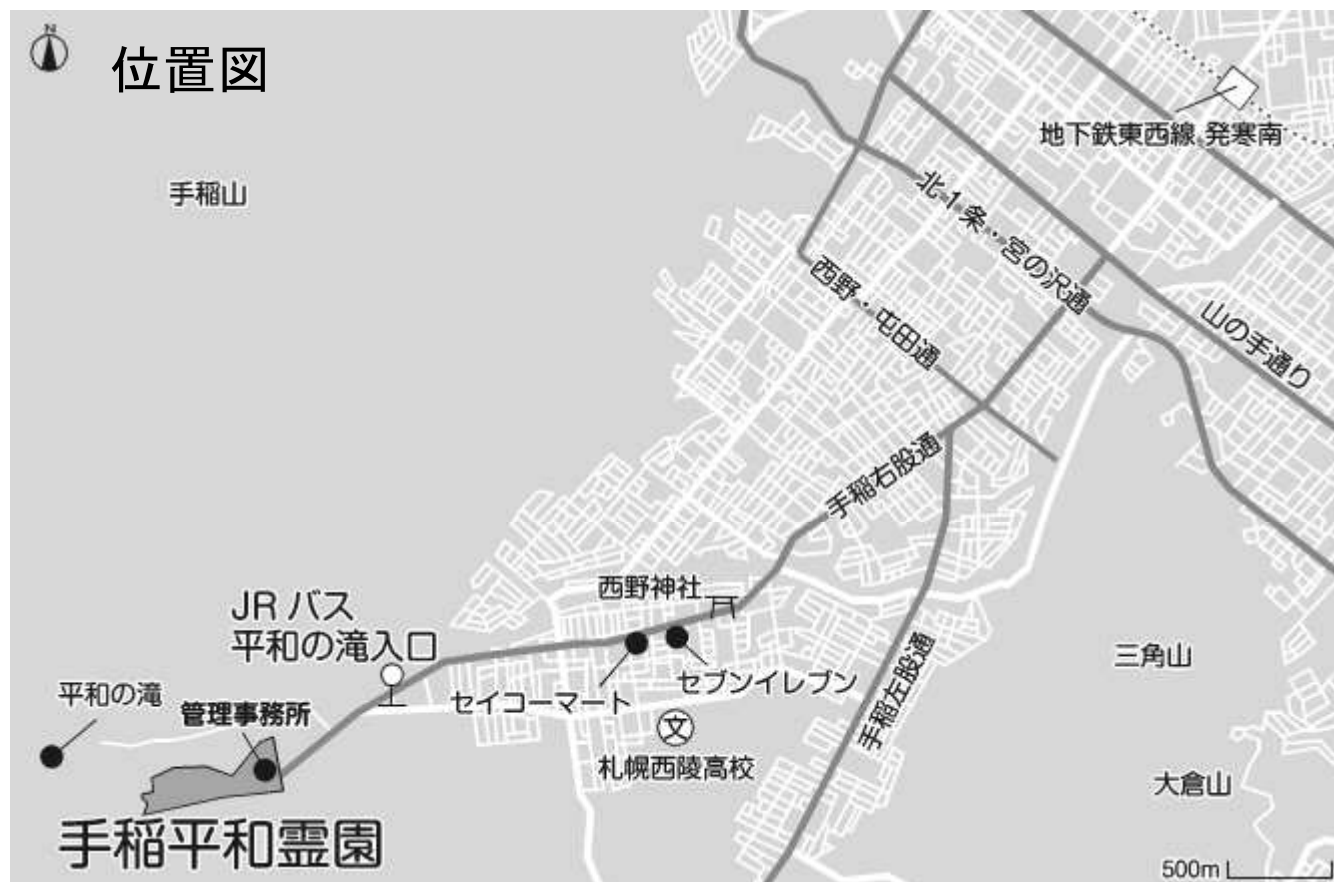 N
位置図
手稲山
地下鉄東西線 発寒南
北1条・宮の沢通
西野・屯田通
山の手通り
手稲右股通
西野神社
JR バス
平和の滝入口
セブンイレブン
セイコーマート
手稲左股通
三角山
平和の滝
管理事務所
文
札幌西陵高校
大倉山
手稲平和霊園
500m